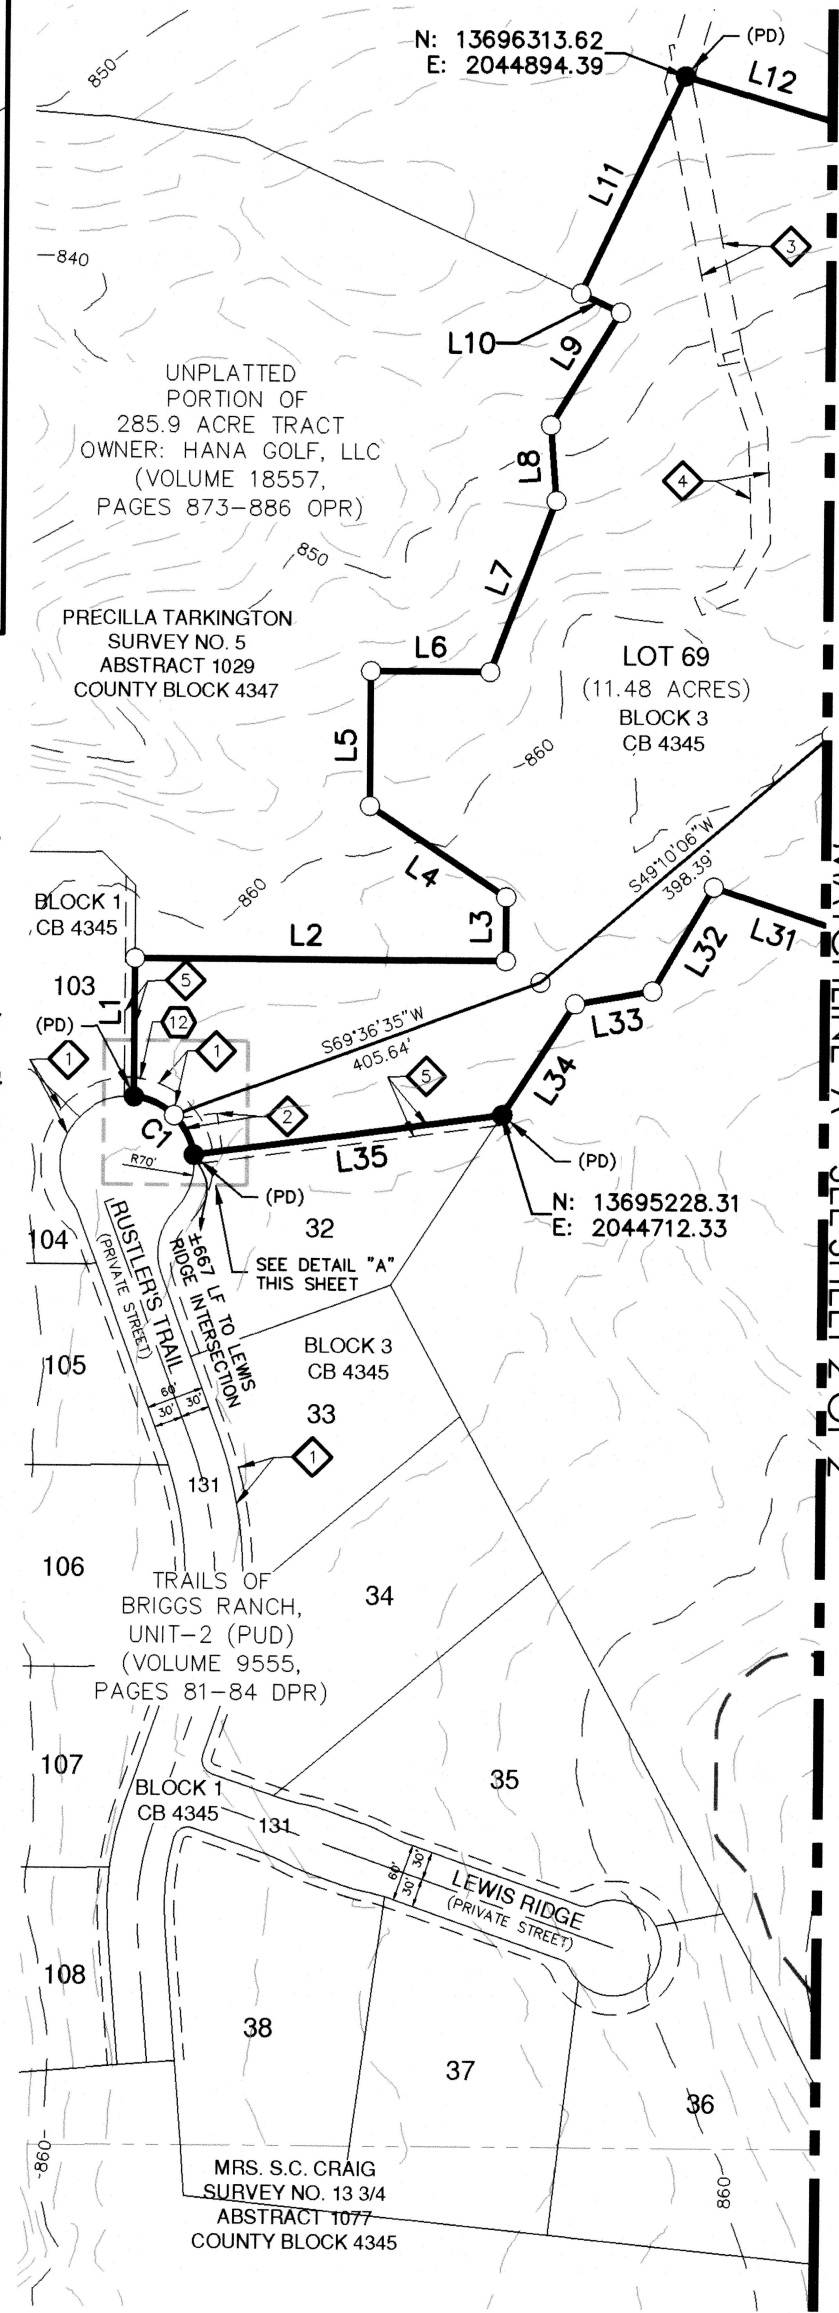 N: 13696313.62
E: 2044894.39
(PD)
L12
850
L11
840
3
L10
L9
UNPLATTED
PORTION OF
285.9 ACRE TRACT
OWNER: HANA GOLF, LLC
(VOLUME 18557,
PAGES 873-886 OPR)
L8
4
850
L7
PRECILLA TARKINGTON
SURVEY NO. 5
ABSTRACT 1029
COUNTY BLOCK 4347
L6
LOT 69
(11.48 ACRES)
BLOCK 3
CB 4345
L5
860
L4
S49°10'06"W
398.39'
860
BLOCK 1
CB 4345
L3
L2
L32
L31
103
L1
5
(PD)
12
L33
S69°36'35"W
405.64'
1
1
5
L34
2
C1
L35
R70'
(PD)
(PD)
N: 13695228.31
E: 2044712.33
32
104
RUSTLER'S TRAIL
(PRIVATE STREET)
±667 LF TO LEWIS
RIDGE INTERSECTION
SEE DETAIL "A"
THIS SHEET
BLOCK 3
CB 4345
105
60'
30'
30'
33
1
131
106
34
TRAILS OF
BRIGGS RANCH,
UNIT-2 (PUD)
(VOLUME 9555,
PAGES 81-84 DPR)
107
35
BLOCK 1
CB 4345
131
60'
30'
30'
LEWIS RIDGE
(PRIVATE STREET)
108
38
37
36
860
860
MRS. S.C. CRAIG
SURVEY NO. 13 3/4
ABSTRACT 1077
COUNTY BLOCK 4345